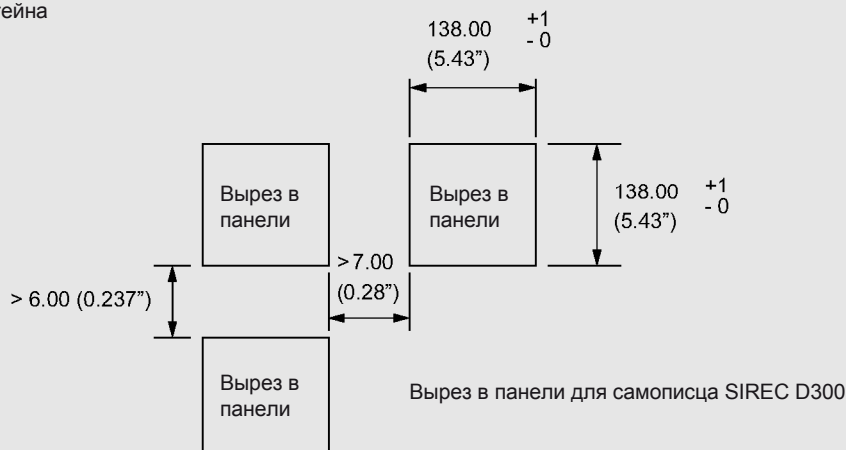 тейна
138.00 +1 - 0
(5.43”)
Вырез в
панели
Вырез в
панели
138.00 +1 - 0
(5.43”)
>7.00
(0.28”)
> 6.00 (0.237”)
Вырез в
панели
Вырез в панели для самописца SIREC D300